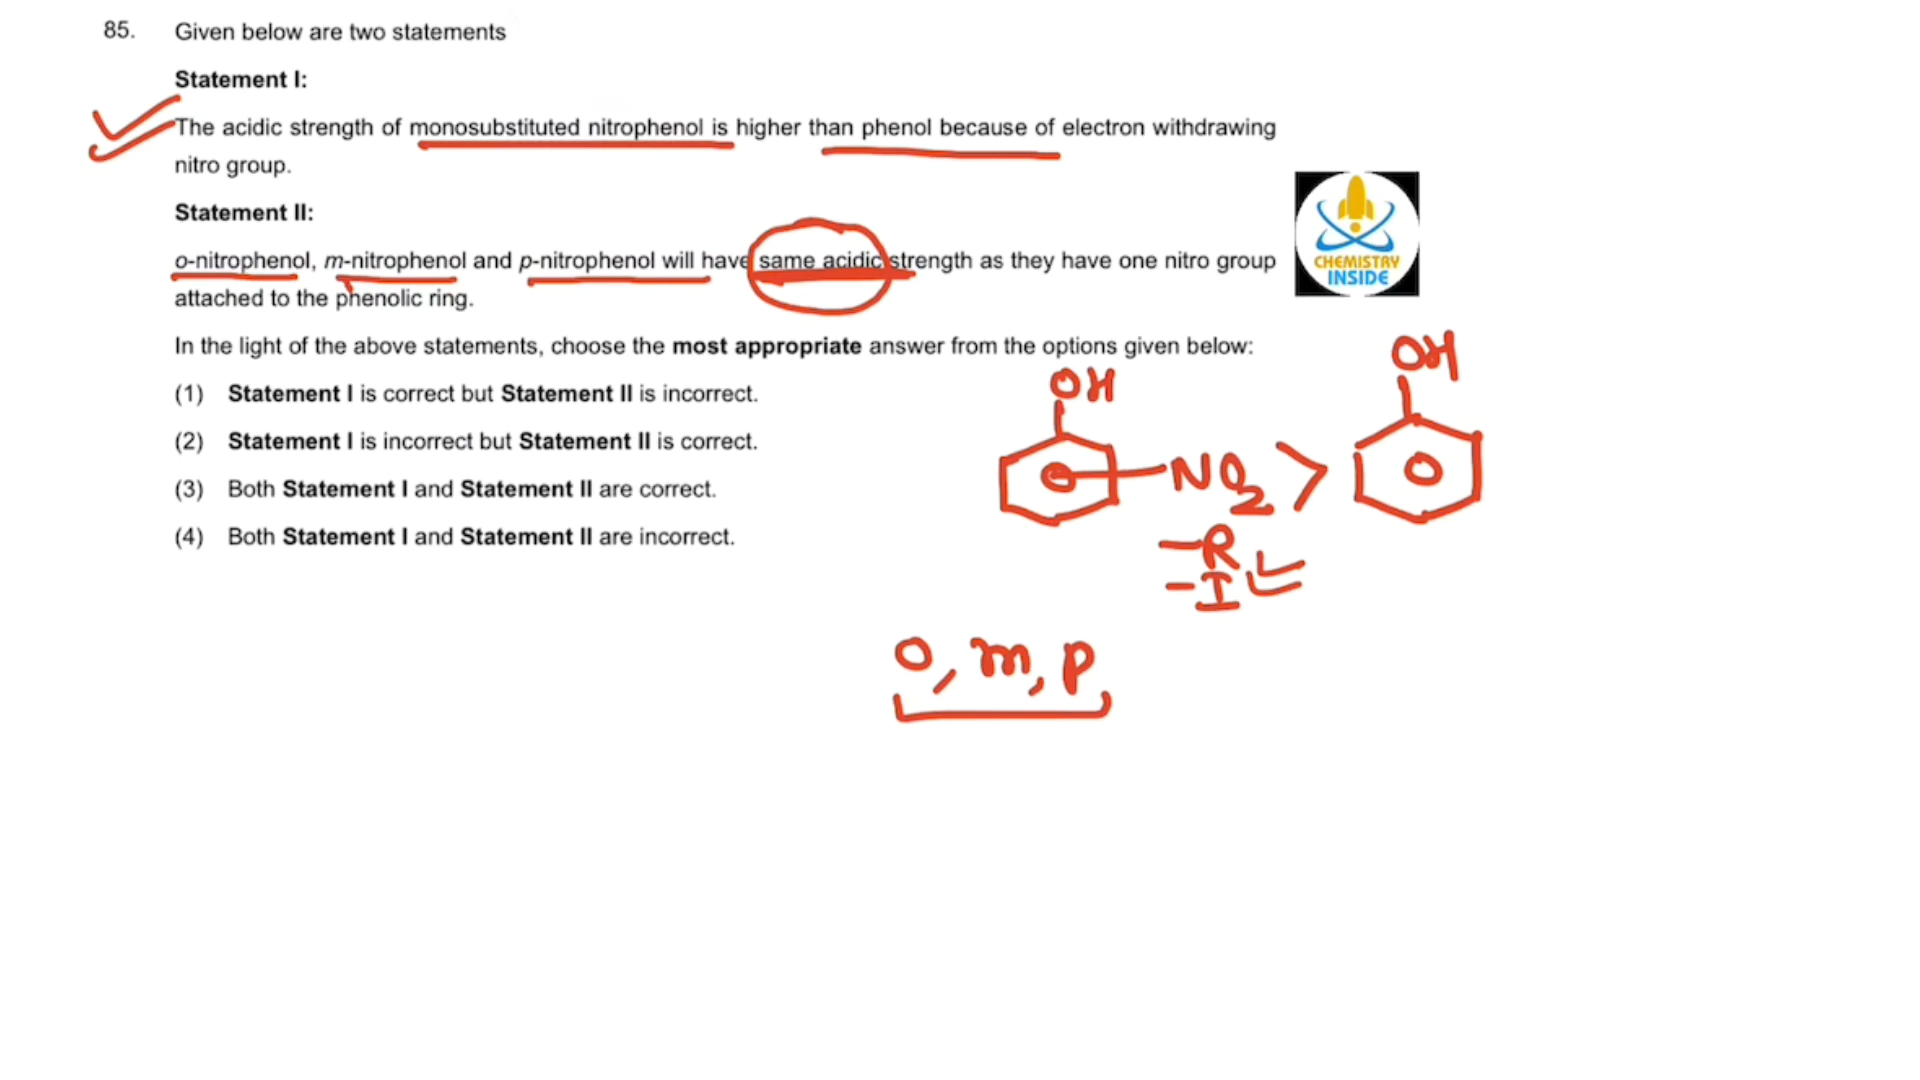 85. Given below are two statements
Statement I:
The acidic strength of monosubstituted nitrophenol is higher than phenol because of electron withdrawing
nitro group.
Statement II:
o-nitrophenol, m-nitrophenol and p-nitrophenol will have same acidic strength as they have one nitro group
attached to the phenolic ring.
CHEMISTRY
INSIDE
In the light of the above statements, choose the most appropriate answer from the options given below:
(1) Statement I is correct but Statement II is incorrect.
(2) Statement I is incorrect but Statement II is correct.
(3) Both Statement I and Statement II are correct.
(4) Both Statement I and Statement II are incorrect.
OH
OH
NO2 >
-R
-I
o, m, p